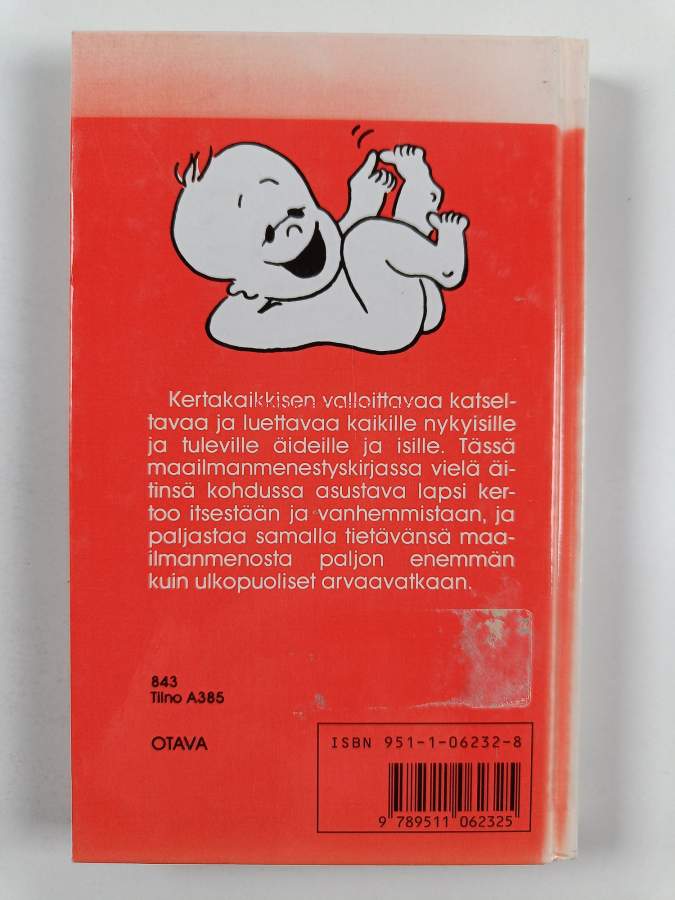 Kertakaikkisen valloittavaa katsel-
tavaa ja luettavaa kaikille nykyisille
ja tuleville äideille ja isille. Tässä
maailmanmenestyskirjassa vielä äi-
tinsä kohdussa asustava lapsi ker-
too itsestään ja vanhemmistaan, ja
paljastaa samalla tietävänsä maa-
ilmanmenosta paljon enemmän
kuin ulkopuoliset arvaavatkaan.
843
Tilno A385
OTAVA
ISBN 951-1-06232-8
9 789511 062325